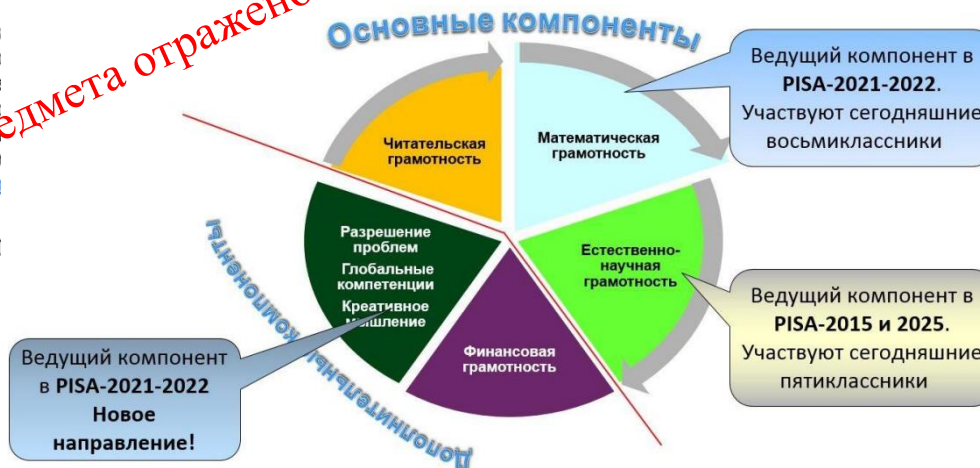 едмета отражено
Основные компоненты
Ведущий компонент в
PISA-2021-2022.
Участвуют сегодняшние
восьмиклассники
Читательская
грамотность
Математическая
грамотность
Разрешение
проблем
Глобальные
компетенции
Креативное
мышление
Естественно-
научная
грамотность
Финансовая
грамотность
Дополнительные компоненты
Ведущий компонент в
PISA-2015 и 2025.
Участвуют сегодняшние
пятиклассники
Ведущий компонент
в PISA-2021-2022
Новое
направление!